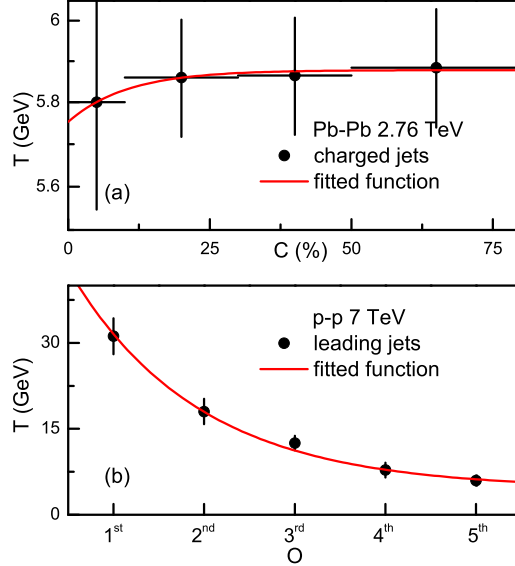 6
5.8
5.6
T (GeV)
Pb-Pb 2.76 TeV
charged jets
fitted function
(a)
0
25
50
75
C (%)
30
15
0
T (GeV)
p-p 7 TeV
leading jets
fitted function
(b)
1st
2nd
3rd
4th
5th
O